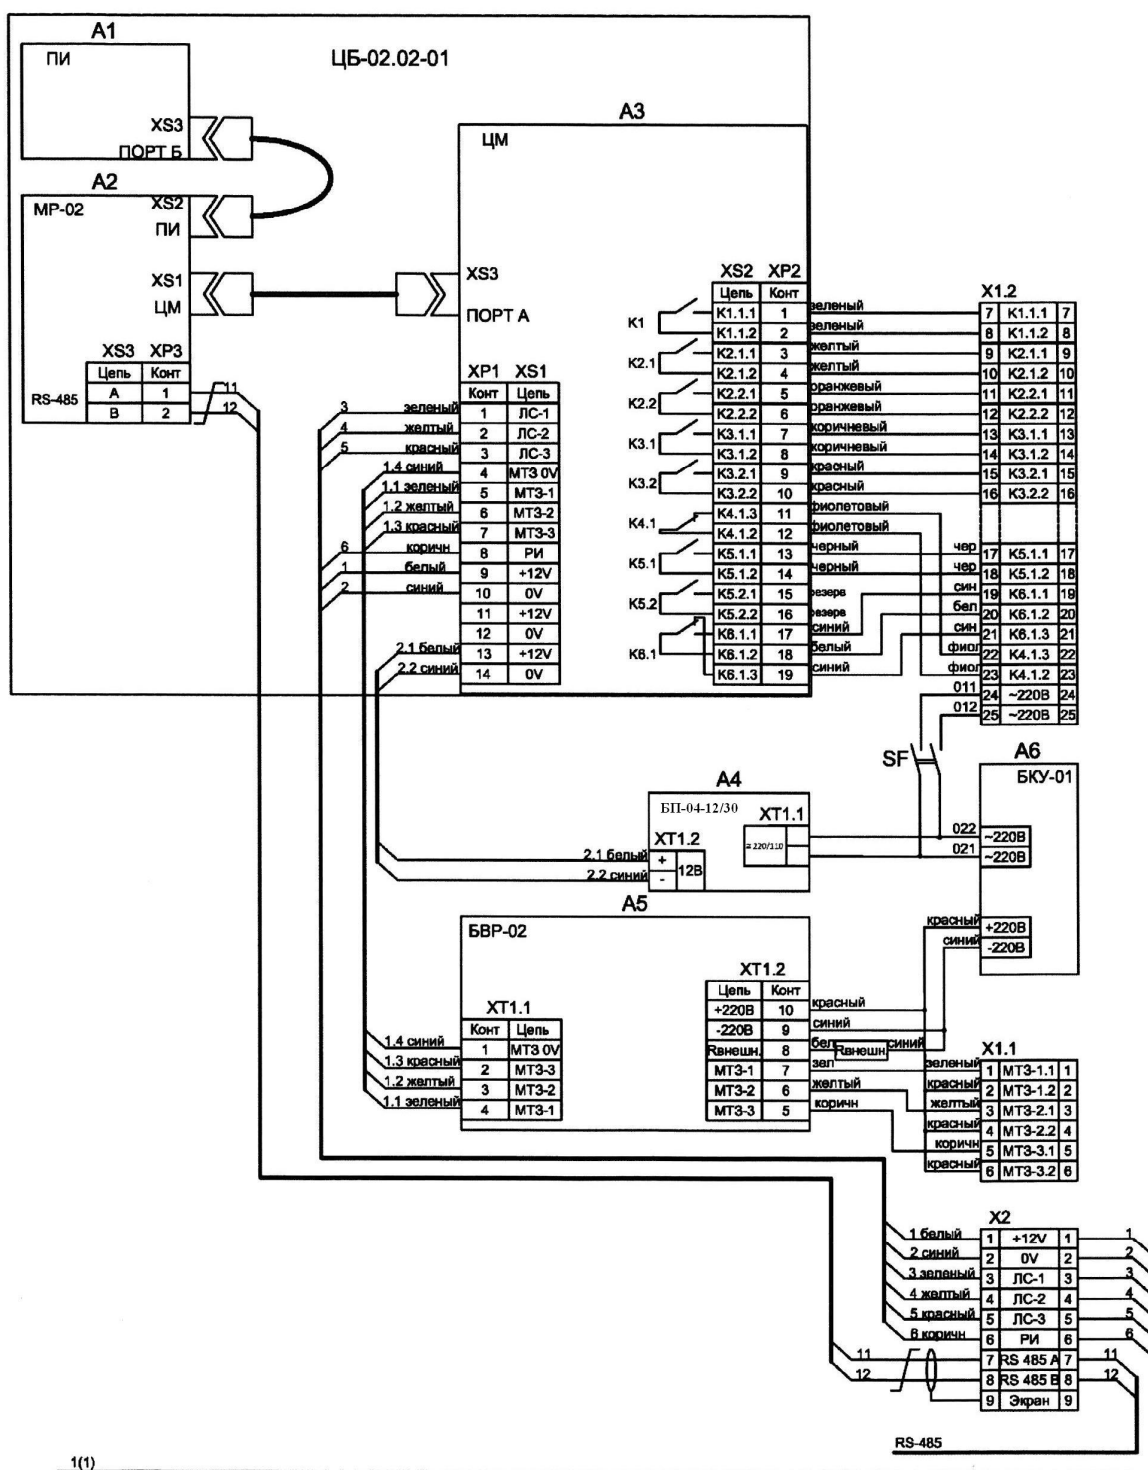 ЦБ-02.02-01
А1
ПИ
XS3
ПОРТ Б
А2
МР-02
XS2
ПИ
XS1
ЦМ
XS3 XP3
Цепь Конт
А 1
В 2
RS-485
11
12
А3
ЦМ
XS3
ПОРТ А
XP1 XS1
Конт Цепь
3 зеленый 1 ЛС-1
4 желтый 2 ЛС-2
5 красный 3 ЛС-3
1.4 синий 4 МТЗ 0V
1.1 зеленый 5 МТЗ-1
1.2 желтый 6 МТЗ-2
1.3 красный 7 МТЗ-3
6 коричн 8 РИ
1 белый 9 +12V
2 синий 10 0V
11 +12V
12 0V
2.1 белый 13 +12V
2.2 синий 14 0V
XS2 XP2
Цепь Конт
K1 K1.1.1 1 зеленый
K1.1.2 2 зеленый
K2.1 K2.1.1 3 желтый
K2.1.2 4 желтый
K2.2 K2.2.1 5 оранжевый
K2.2.2 6 оранжевый
K3.1 K3.1.1 7 коричневый
K3.1.2 8 коричневый
K3.2 K3.2.1 9 красный
K3.2.2 10 красный
K4.1 K4.1.3 11 фиолетовый
K4.1.2 12 фиолетовый
K5.1 K5.1.1 13 черный
K5.1.2 14 черный
K5.2 K5.2.1 15 резерв
K5.2.2 16 резерв
K6.1 K6.1.1 17 синий
K6.1.2 18 белый
K6.1.3 19 синий
X1.2
7 K1.1.1 7
8 K1.1.2 8
9 K2.1.1 9
10 K2.1.2 10
11 K2.2.1 11
12 K2.2.2 12
13 K3.1.1 13
14 K3.1.2 14
15 K3.2.1 15
16 K3.2.2 16
чер 17 K5.1.1 17
чер 18 K5.1.2 18
син 19 K6.1.1 19
бел 20 K6.1.2 20
син 21 K6.1.3 21
фиол 22 K4.1.3 22
фиол 23 K4.1.2 23
011 24 ~220В 24
012 25 ~220В 25
SF
А4
БП-04-12/30
XT1.1
≅220/110
XT1.2
2.1 белый +
2.2 синий -
12В
А6
БКУ-01
022 ~220В
021 ~220В
красный +220В
синий -220В
А5
БВР-02
XT1.1
Конт Цепь
1.4 синий 1 МТЗ 0V
1.3 красный 2 МТЗ-3
1.2 желтый 3 МТЗ-2
1.1 зеленый 4 МТЗ-1
XT1.2
Цепь Конт
+220В 10 красный
-220В 9 синий
Rвнешн. 8 бел Rвнешн. синий
МТЗ-1 7 зел
МТЗ-2 6 желтый
МТЗ-3 5 коричн
X1.1
зеленый 1 МТЗ-1.1 1
красный 2 МТЗ-1.2 2
желтый 3 МТЗ-2.1 3
красный 4 МТЗ-2.2 4
коричн 5 МТЗ-3.1 5
красный 6 МТЗ-3.2 6
X2
1 белый 1 +12V 1 1
2 синий 2 0V 2 2
3 зеленый 3 ЛС-1 3 3
4 желтый 4 ЛС-2 4 4
5 красный 5 ЛС-3 5 5
6 коричн 6 РИ 6 6
11 7 RS 485 A 7 11
12 8 RS 485 B 8 12
9 Экран 9
RS-485
1(1)